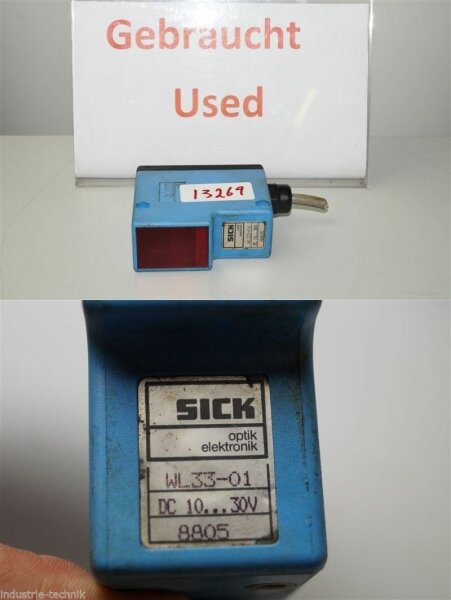 Gebraucht
Used
13269
SICK
SICK
optik
elektronik
WL33-01
DC 10...30V
8805
industrie-technik